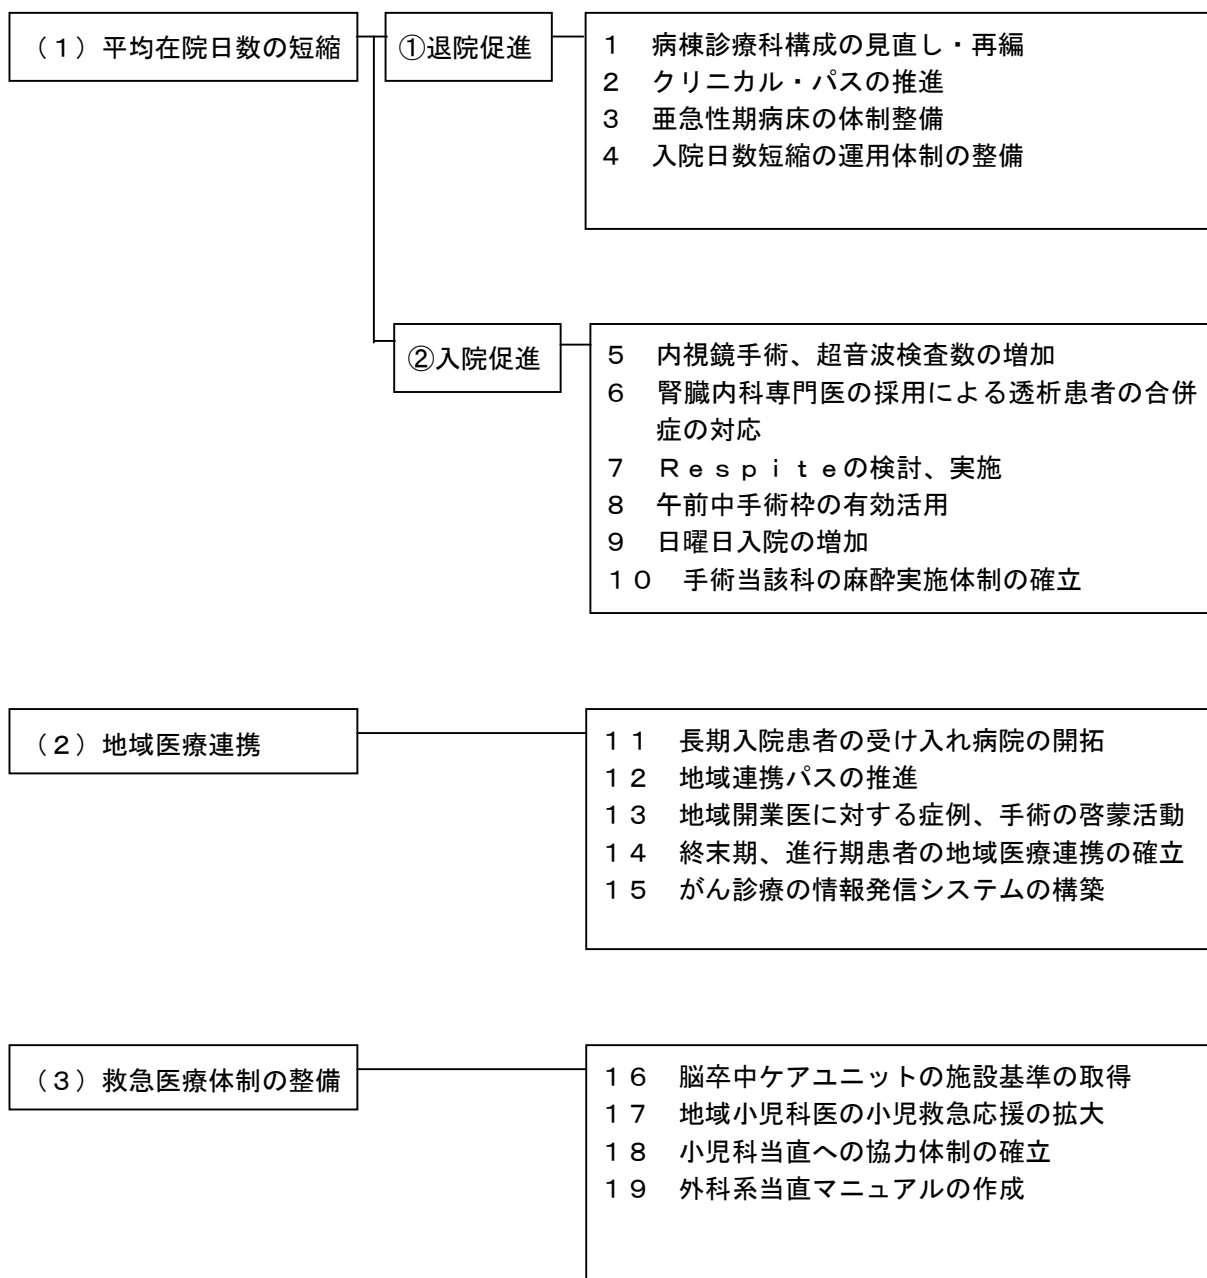 （１）平均在院日数の短縮
①退院促進
１　病棟診療科構成の見直し・再編
２　クリニカル・パスの推進
３　亜急性期病床の体制整備
４　入院日数短縮の運用体制の整備
②入院促進
５　内視鏡手術、超音波検査数の増加
６　腎臓内科専門医の採用による透析患者の合併
症の対応
７　Ｒｅｓｐｉｔｅの検討、実施
８　午前中手術枠の有効活用
９　日曜日入院の増加
１０　手術当該科の麻酔実施体制の確立
（２）地域医療連携
１１　長期入院患者の受け入れ病院の開拓
１２　地域連携パスの推進
１３　地域開業医に対する症例、手術の啓蒙活動
１４　終末期、進行期患者の地域医療連携の確立
１５　がん診療の情報発信システムの構築
（３）救急医療体制の整備
１６　脳卒中ケアユニットの施設基準の取得
１７　地域小児科医の小児救急応援の拡大
１８　小児科当直への協力体制の確立
１９　外科系当直マニュアルの作成